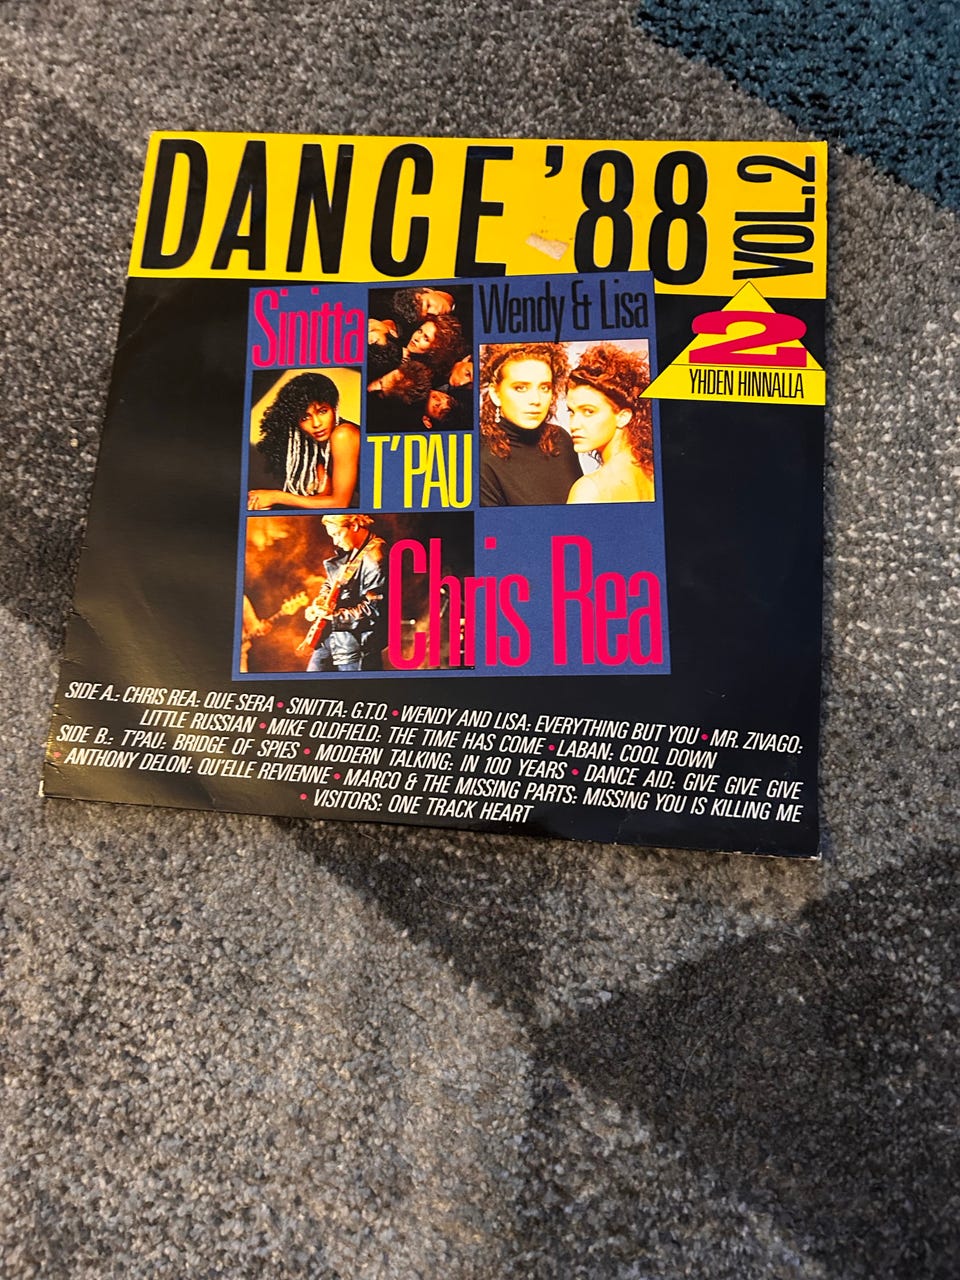 DANCE '88
VOL.2
Sinitta
Wendy & Lisa
2
YHDEN HINNALLA
T'PAU
Chris Rea
SIDE A.: CHRIS REA: QUE SERA • SINITTA: G.T.O. • WENDY AND LISA: EVERYTHING BUT YOU • MR. ZIVAGO:
LITTLE RUSSIAN • MIKE OLDFIELD: THE TIME HAS COME • LABAN: COOL DOWN
SIDE B.: T'PAU: BRIDGE OF SPIES • MODERN TALKING: IN 100 YEARS • DANCE AID: GIVE GIVE GIVE
• ANTHONY DELON: QU'ELLE REVIENNE • MARCO & THE MISSING PARTS: MISSING YOU IS KILLING ME
• VISITORS: ONE TRACK HEART